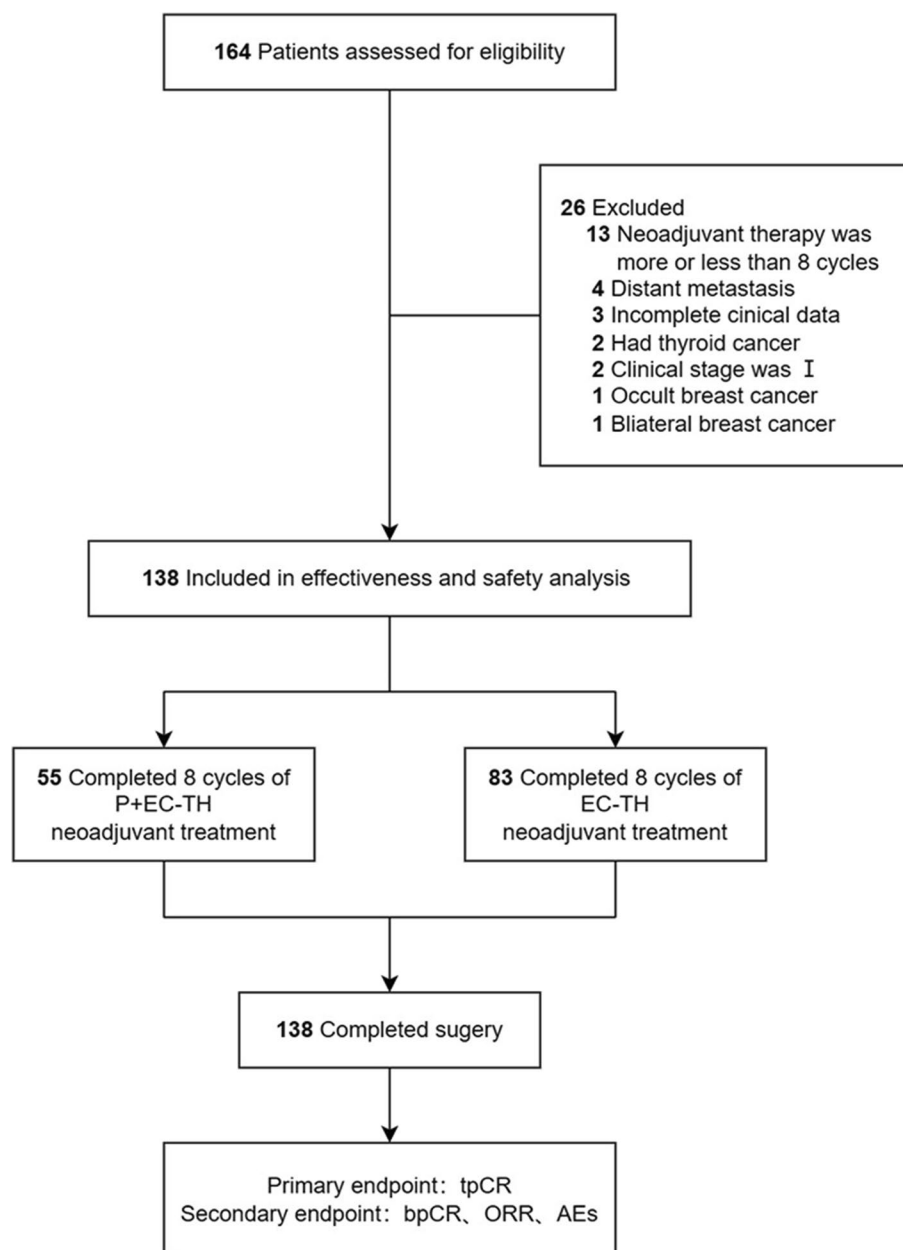 164 Patients assessed for eligibility
26 Excluded
13 Neoadjuvant therapy was
more or less than 8 cycles
4 Distant metastasis
3 Incomplete cinical data
2 Had thyroid cancer
2 Clinical stage was Ⅰ
1 Occult breast cancer
1 Bliateral breast cancer
138 Included in effectiveness and safety analysis
55 Completed 8 cycles of
P+EC-TH
neoadjuvant treatment
83 Completed 8 cycles of
EC-TH
neoadjuvant treatment
138 Completed sugery
Primary endpoint：tpCR
Secondary endpoint：bpCR、ORR、AEs